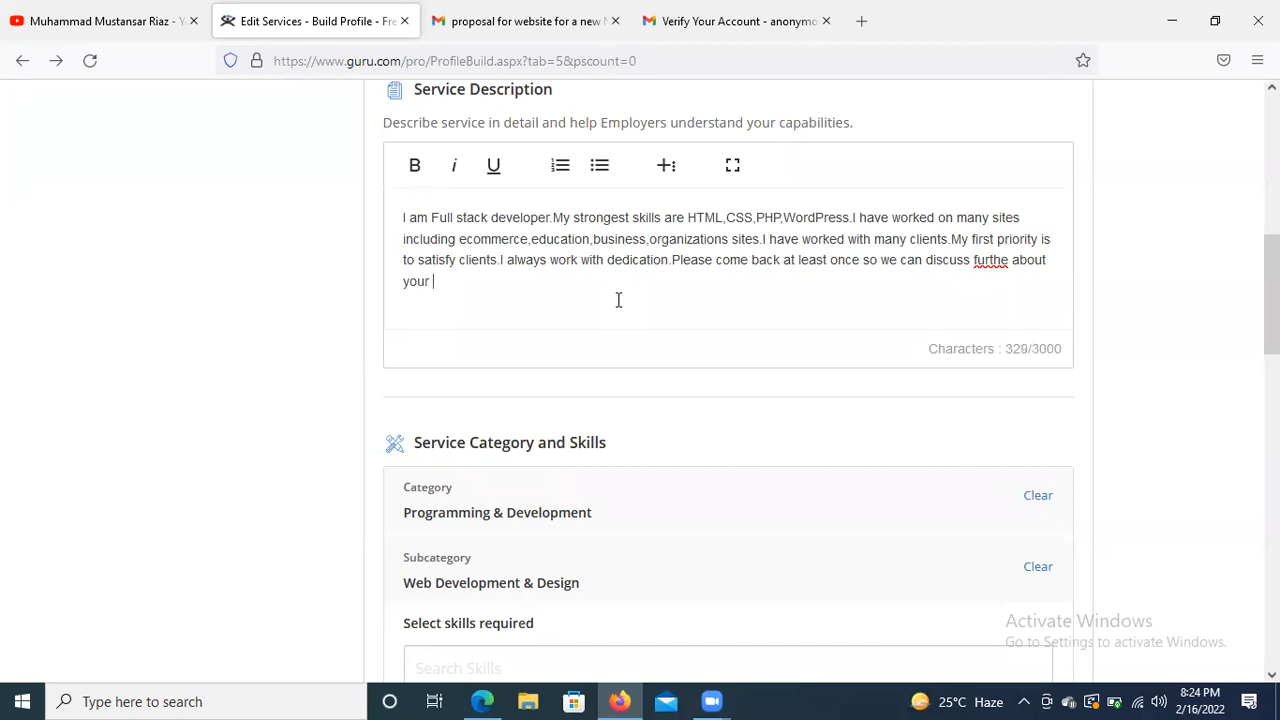 Muhammad Mustansar Riaz - Yo
Edit Services - Build Profile - Fre
proposal for website for a new N
Verify Your Account - anonymo
https://www.guru.com/pro/ProfileBuild.aspx?tab=5&pscount=0
Service Description
Describe service in detail and help Employers understand your capabilities.
B i U
I am Full stack developer.My strongest skills are HTML,CSS,PHP,WordPress.I have worked on many sites
including ecommerce,education,business,organizations sites.I have worked with many clients.My first priority is
to satisfy clients.I always work with dedication.Please come back at least once so we can discuss furthe about
your
Characters : /3000
Service Category and Skills
Category
Clear
Programming & Development
Subcategory
Clear
Web Development & Design
Select skills required
Search Skills
Activate Windows
Go to Settings to activate Windows.
Type here to search
25°C Haze
8:24 PM
2/16/2022